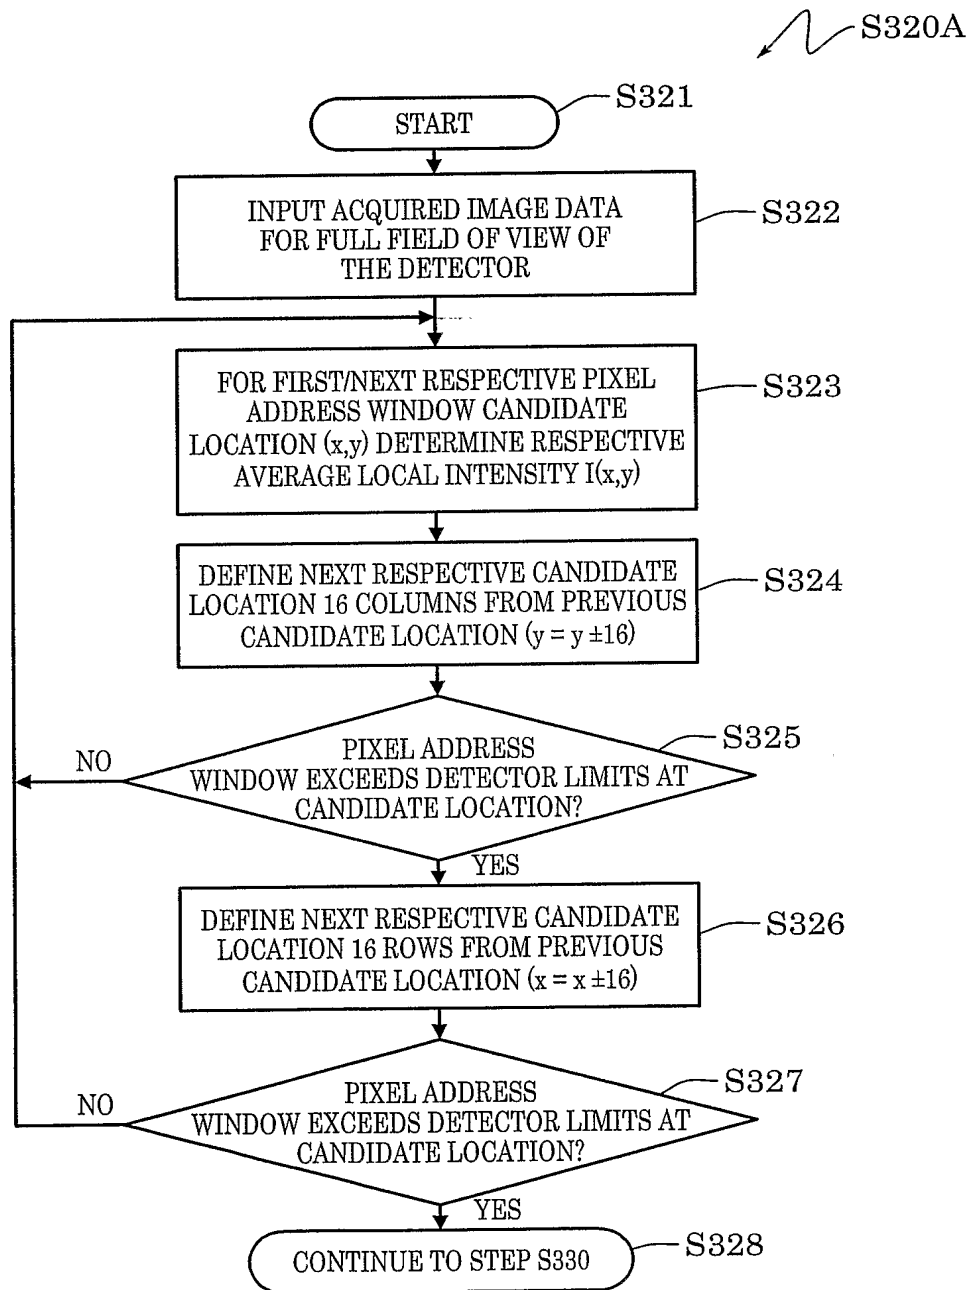 S320A
START
S321
INPUT ACQUIRED IMAGE DATA
FOR FULL FIELD OF VIEW OF
THE DETECTOR
S322
FOR FIRST/NEXT RESPECTIVE PIXEL
ADDRESS WINDOW CANDIDATE
LOCATION (x,y) DETERMINE RESPECTIVE
AVERAGE LOCAL INTENSITY I(x,y)
S323
DEFINE NEXT RESPECTIVE CANDIDATE
LOCATION 16 COLUMNS FROM PREVIOUS
CANDIDATE LOCATION (y = y ±16)
S324
PIXEL ADDRESS
WINDOW EXCEEDS DETECTOR LIMITS AT
CANDIDATE LOCATION?
S325
NO
YES
DEFINE NEXT RESPECTIVE CANDIDATE
LOCATION 16 ROWS FROM PREVIOUS
CANDIDATE LOCATION (x = x ±16)
S326
PIXEL ADDRESS
WINDOW EXCEEDS DETECTOR LIMITS AT
CANDIDATE LOCATION?
S327
NO
YES
CONTINUE TO STEP S330
S328